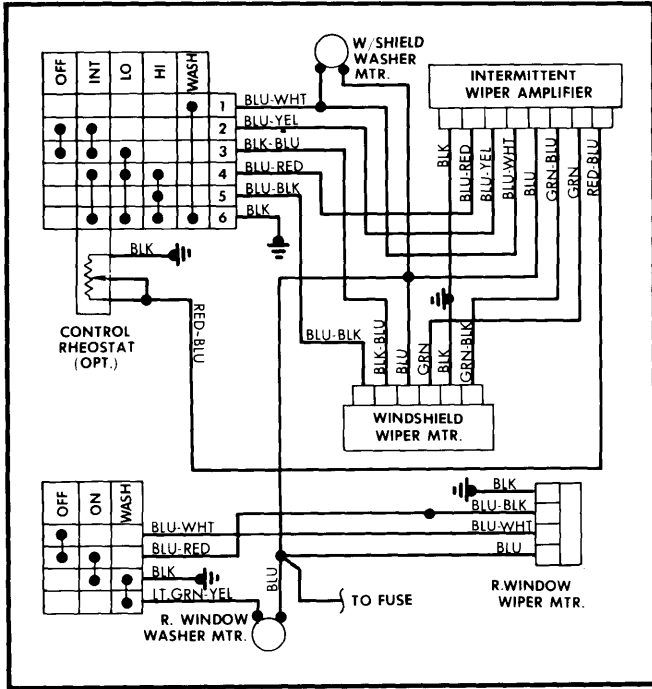 W/SHIELD
WASHER
MTR.
INTERMITTENT
WIPER AMPLIFIER
OFF
INT
LO
HI
WASH
1
BLU-WHT
2
BLU-YEL
3
BLK-BLU
4
BLU-RED
5
BLU-BLK
6
BLK
BLK
BLU-RED
BLU-YEL
BLU-WHT
BLU
GRN-BLU
GRN
RED-BLU
BLK
CONTROL
RHEOSTAT
(OPT.)
RED-BLU
BLU-BLK
BLK-BLU
BLU
GRN
BLK
GRN-BLK
WINDSHIELD
WIPER MTR.
OFF
ON
WASH
BLU-WHT
BLU-RED
BLK
LT.GRN-YEL
BLK
BLU-BLK
BLU-WHT
BLU
BLU
TO FUSE
R. WINDOW
WASHER MTR.
R.WINDOW
WIPER MTR.